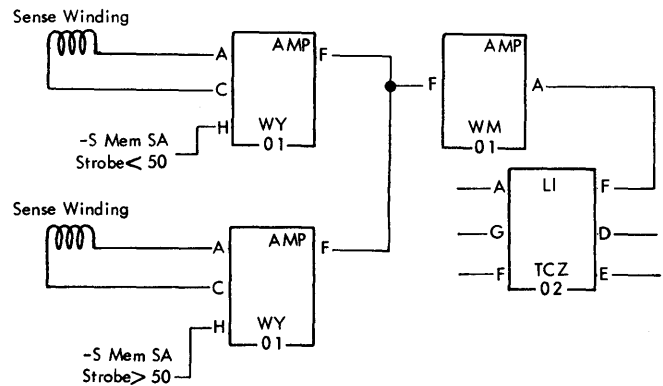 Sense Winding
A AMP F
C
H WY
01
-S Mem SA
Strobe< 50
F AMP A
WM
01
A LI F
G D
F TCZ E
02
Sense Winding
A AMP F
C
H WY
01
-S Mem SA
Strobe> 50